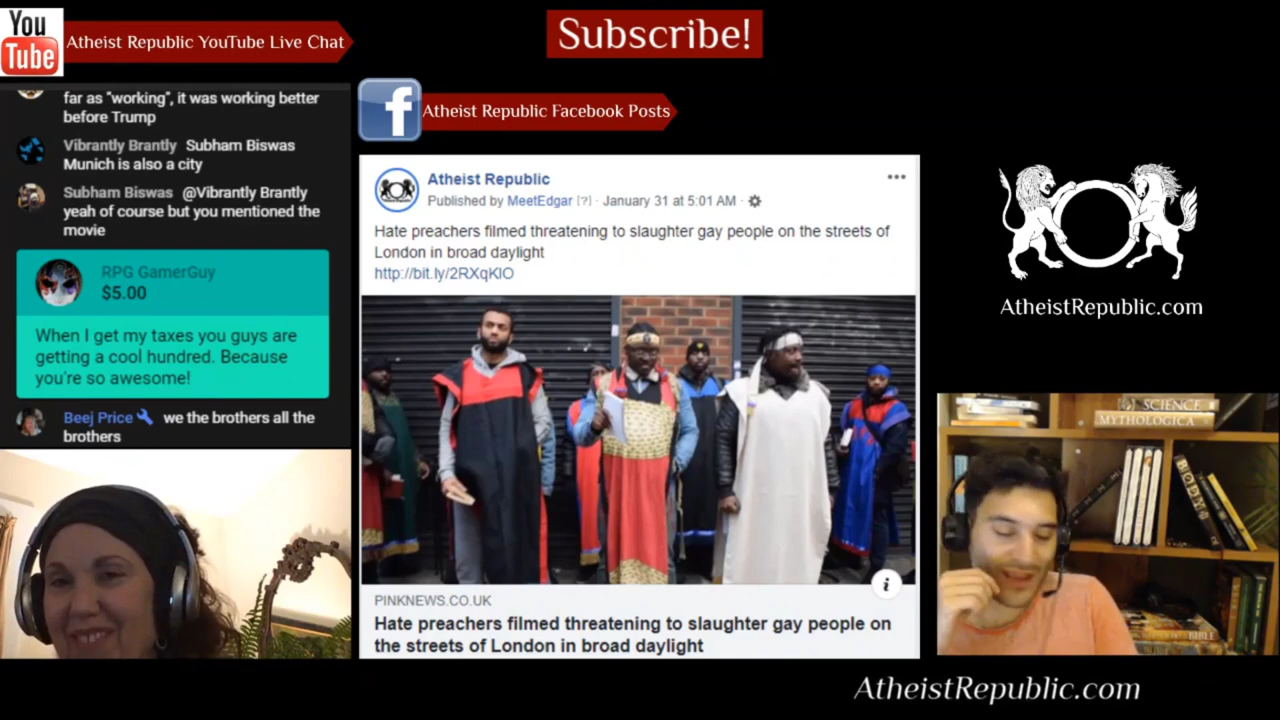 You
Tube
Atheist Republic YouTube Live Chat
Subscribe!
far as "working", it was working better
before Trump
Vibrantly Brantly Subham Biswas
Munich is also a city
Subham Biswas @Vibrantly Brantly
yeah of course but you mentioned the
movie
RPG GamerGuy
$5.00
When I get my taxes you guys are
getting a cool hundred. Because
you're so awesome!
Beej Price we the brothers all the
brothers
f
Atheist Republic Facebook Posts
Atheist Republic
Published by MeetEdgar [?] · January 31 at 5:01 AM ·
Hate preachers filmed threatening to slaughter gay people on the streets of
London in broad daylight
http://bit.ly/2RXqKlO
i
PINKNEWS.CO.UK
Hate preachers filmed threatening to slaughter gay people on
the streets of London in broad daylight
AtheistRepublic.com
SCIENCE
MYTHOLOGICA
BODY
BIBLE
AtheistRepublic.com